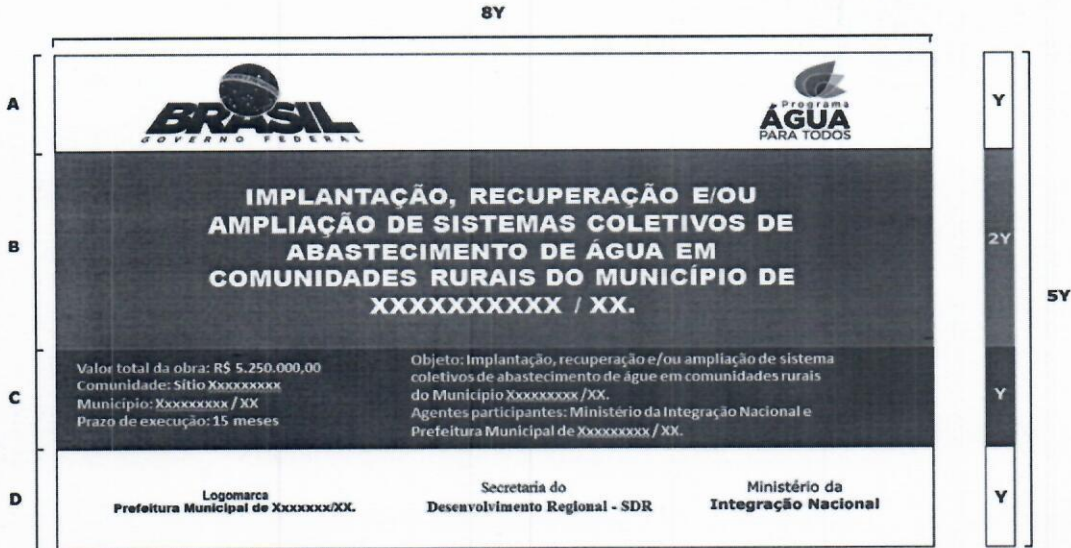 8Y
A
BRASIL
GOVERNO FEDERAL
Programa
ÁGUA
PARA TODOS
Y
B
IMPLANTAÇÃO, RECUPERAÇÃO E/OU
AMPLIAÇÃO DE SISTEMAS COLETIVOS DE
ABASTECIMENTO DE ÁGUA EM
COMUNIDADES RURAIS DO MUNICÍPIO DE
XXXXXXXXXX / XX.
2Y
5Y
C
Valor total da obra: R$ 5.250.000,00
Comunidade: Sítio Xxxxxxxxx
Município: Xxxxxxxxx / XX
Prazo de execução: 15 meses
Objeto: Implantação, recuperação e/ou ampliação de sistema
coletivos de abastecimento de água em comunidades rurais
do Município Xxxxxxxxx /XX.
Agentes participantes: Ministério da Integração Nacional e
Prefeitura Municipal de Xxxxxxxxx / XX.
Y
D
Logomarca
Prefeitura Municipal de Xxxxxxx/XX.
Secretaria do
Desenvolvimento Regional - SDR
Ministério da
Integração Nacional
Y